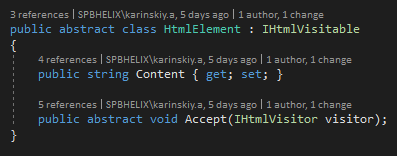 3 references | SPBHELIX\karinskiy.a, 5 days ago | 1 author, 1 change
public abstract class HtmlElement : IHtmlVisitable
{
4 references | SPBHELIX\karinskiy.a, 5 days ago | 1 author, 1 change
public string Content { get; set; }
5 references | SPBHELIX\karinskiy.a, 5 days ago | 1 author, 1 change
public abstract void Accept(IHtmlVisitor visitor);
}